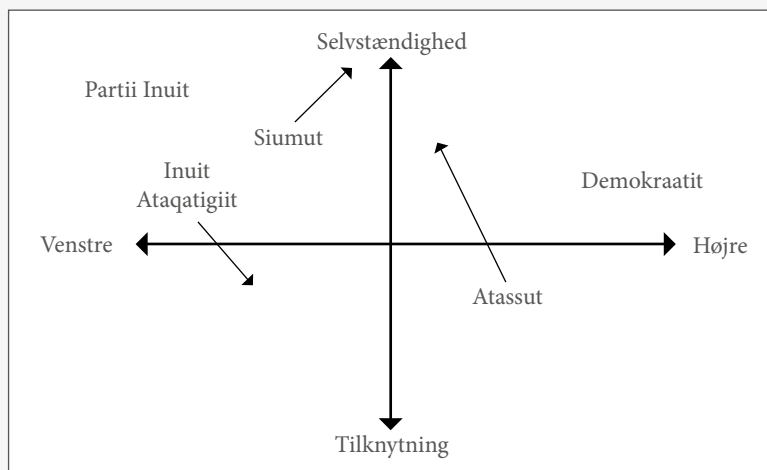 Selvstændighed
Partii Inuit
Siumut
Inuit
Ataqatigiit
Demokraatit
Venstre
Højre
Atassut
Tilknytning